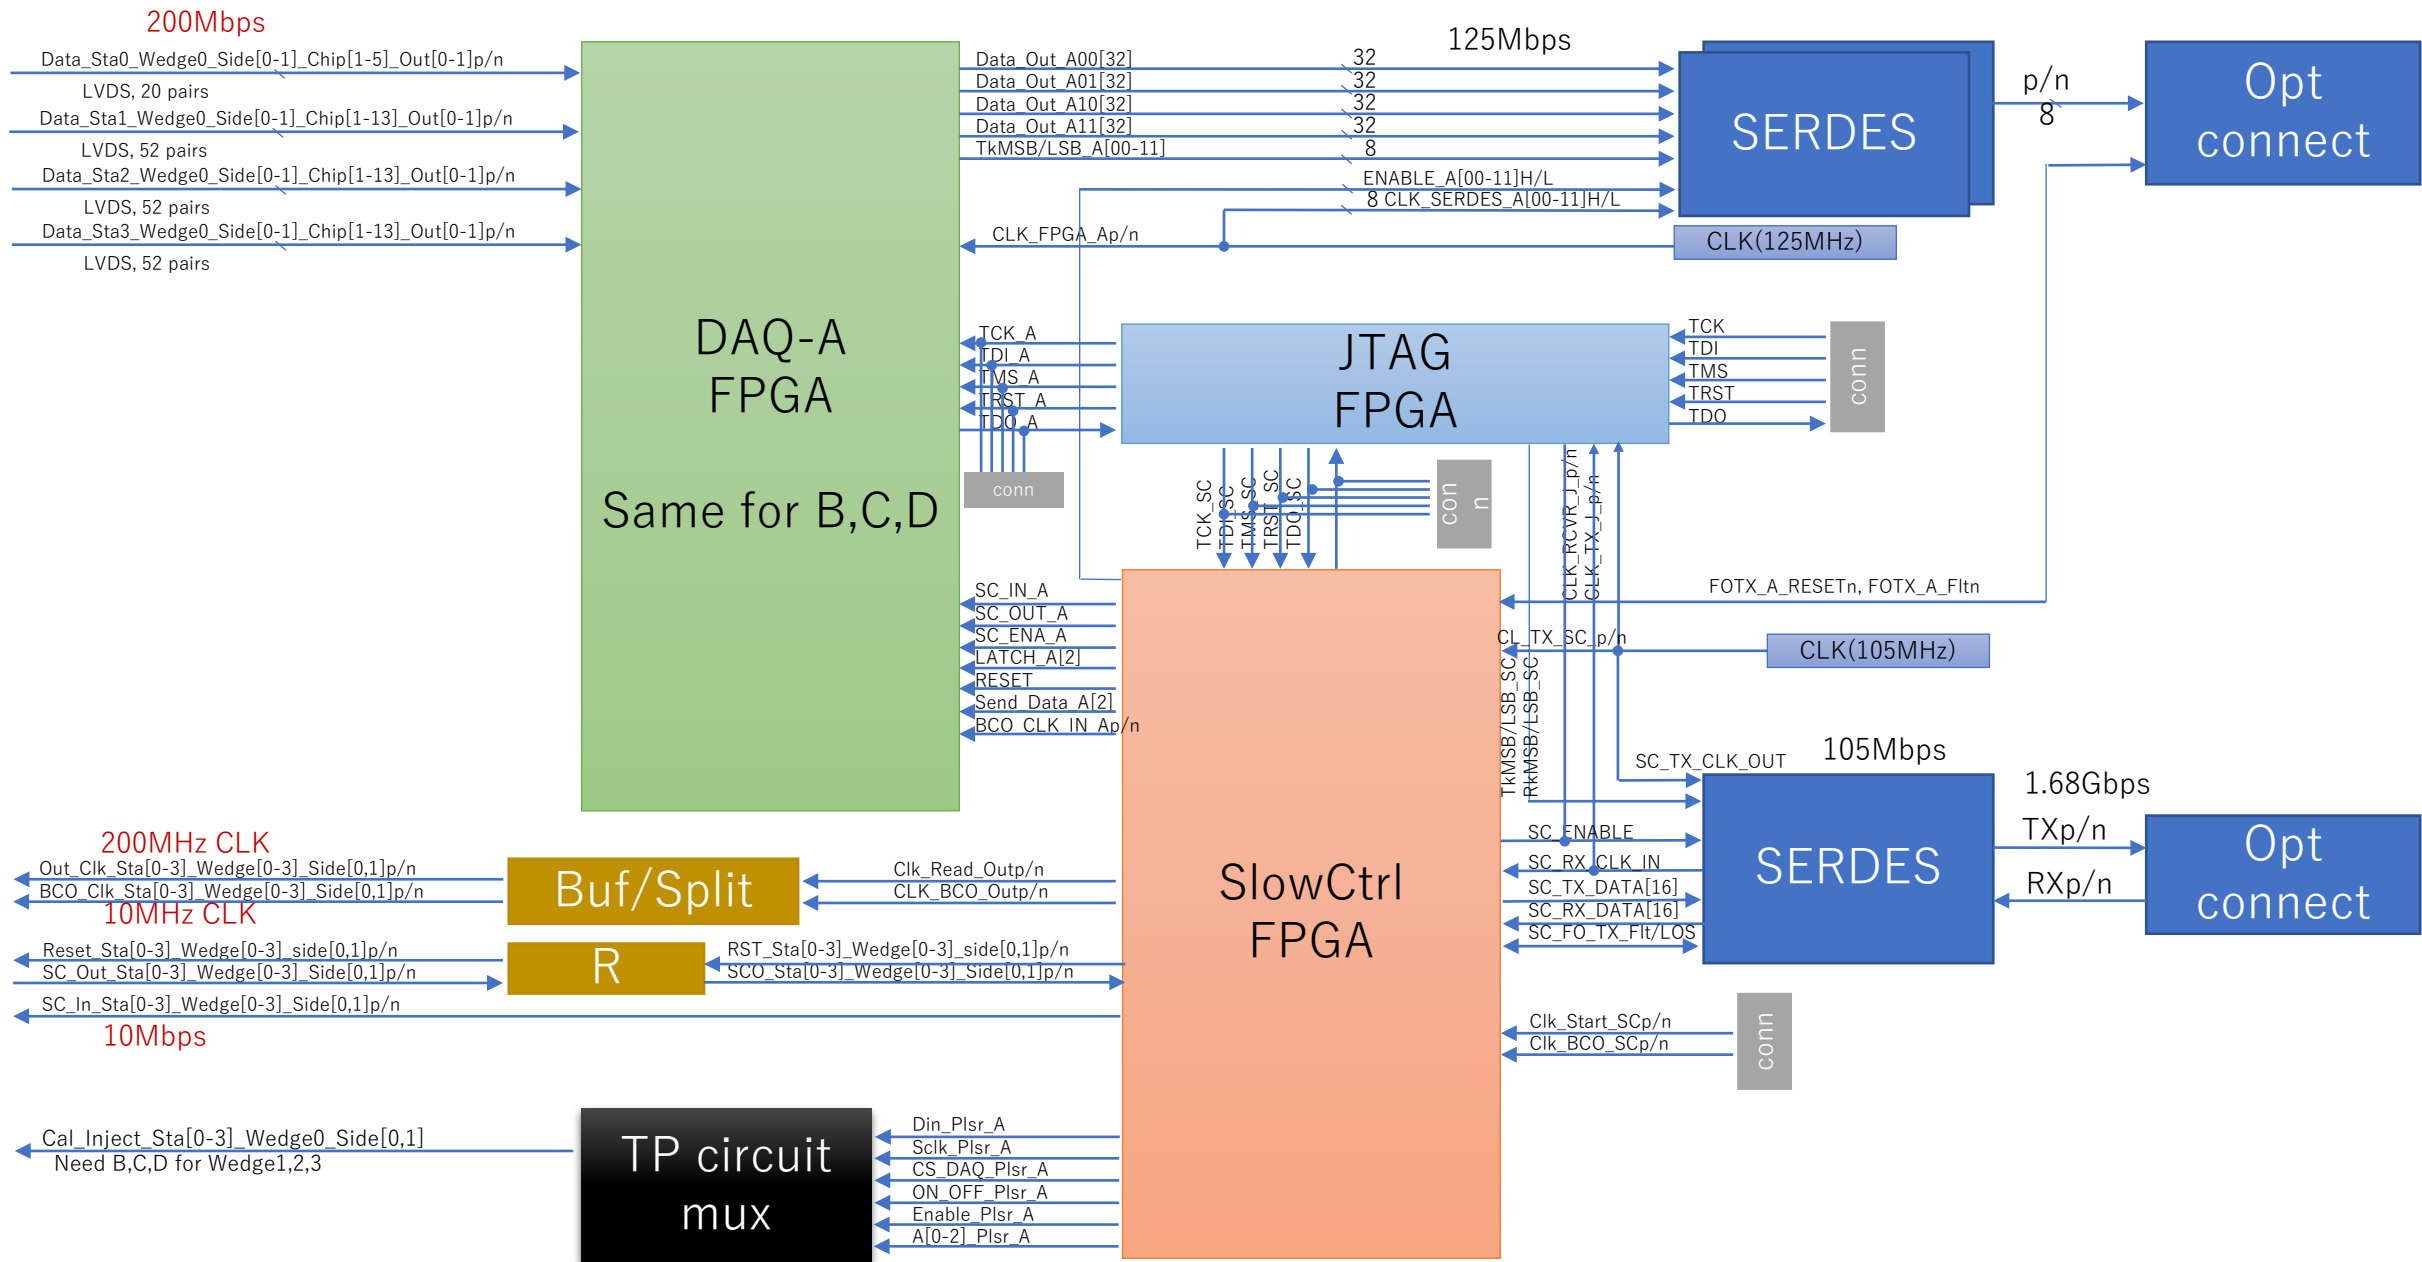 200Mbps
Data_Sta0_Wedge0_Side[0-1]_Chip[1-5]_Out[0-1]p/n
LVDS, 20 pairs
Data_Sta1_Wedge0_Side[0-1]_Chip[1-13]_Out[0-1]p/n
LVDS, 52 pairs
Data_Sta2_Wedge0_Side[0-1]_Chip[1-13]_Out[0-1]p/n
LVDS, 52 pairs
Data_Sta3_Wedge0_Side[0-1]_Chip[1-13]_Out[0-1]p/n
LVDS, 52 pairs
DAQ-A
FPGA
Same for B,C,D
125Mbps
Data_Out_A00[32]
32
Data_Out_A01[32]
32
Data_Out_A10[32]
32
Data_Out_A11[32]
32
TkMSB/LSB_A[00-11]
8
ENABLE_A[00-11]H/L
8 CLK_SERDES_A[00-11]H/L
CLK_FPGA_Ap/n
CLK(125MHz)
SERDES
p/n
8
Opt
connect
TCK_A
TDI_A
TMS_A
TRST_A
TDO_A
conn
JTAG
FPGA
TCK
TDI
TMS
TRST
TDO
conn
TCK_SC
TDI_SC
TMS_SC
TRST_SC
TDO_SC
con
n
CLK_RCVR_J_p/n
CLK_TX_J_p/n
SC_IN_A
SC_OUT_A
SC_ENA_A
LATCH_A[2]
RESET
Send_Data_A[2]
BCO_CLK_IN_Ap/n
SlowCtrl
FPGA
FOTX_A_RESETn, FOTX_A_Fltn
CL_TX_SC_p/n
CLK(105MHz)
TkMSB/LSB_SC
RkMSB/LSB_SC
105Mbps
SC_TX_CLK_OUT
SC_ENABLE
SC_RX_CLK_IN
SC_TX_DATA[16]
SC_RX_DATA[16]
SC_FO_TX_Flt/LOS
SERDES
1.68Gbps
TXp/n
RXp/n
Opt
connect
Clk_Start_SCp/n
Clk_BCO_SCp/n
conn
200MHz CLK
Out_Clk_Sta[0-3]_Wedge[0-3]_Side[0,1]p/n
BCO_Clk_Sta[0-3]_Wedge[0-3]_Side[0,1]p/n
10MHz CLK
Buf/Split
Clk_Read_Outp/n
CLK_BCO_Outp/n
Reset_Sta[0-3]_Wedge[0-3]_side[0,1]p/n
SC_Out_Sta[0-3]_Wedge[0-3]_Side[0,1]p/n
R
RST_Sta[0-3]_Wedge[0-3]_side[0,1]p/n
SCO_Sta[0-3]_Wedge[0-3]_Side[0,1]p/n
SC_In_Sta[0-3]_Wedge[0-3]_Side[0,1]p/n
10Mbps
Cal_Inject_Sta[0-3]_Wedge0_Side[0,1]
Need B,C,D for Wedge1,2,3
TP circuit
mux
Din_Plsr_A
Sclk_Plsr_A
CS_DAQ_Plsr_A
ON_OFF_Plsr_A
Enable_Plsr_A
A[0-2]_Plsr_A